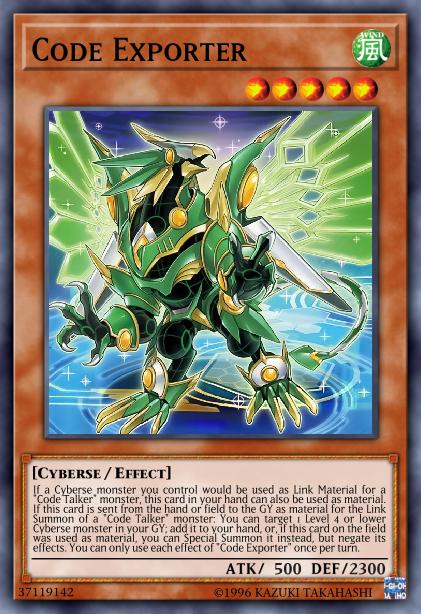 CODE EXPORTER
WIND
風
[CYBERSE / EFFECT]
If a Cyberse monster you control would be used as Link Material for a
"Code Talker" monster, this card in your hand can also be used as material.
If this card is sent from the hand or field to the GY as material for the Link
Summon of a "Code Talker" monster: You can target 1 Level 4 or lower
Cyberse monster in your GY; add it to your hand, or, if this card on the field
was used as material, you can Special Summon it instead, but negate its
effects. You can only use each effect of "Code Exporter" once per turn.
ATK/ 500 DEF/2300
37119142
©1996 KAZUKI TAKAHASHI